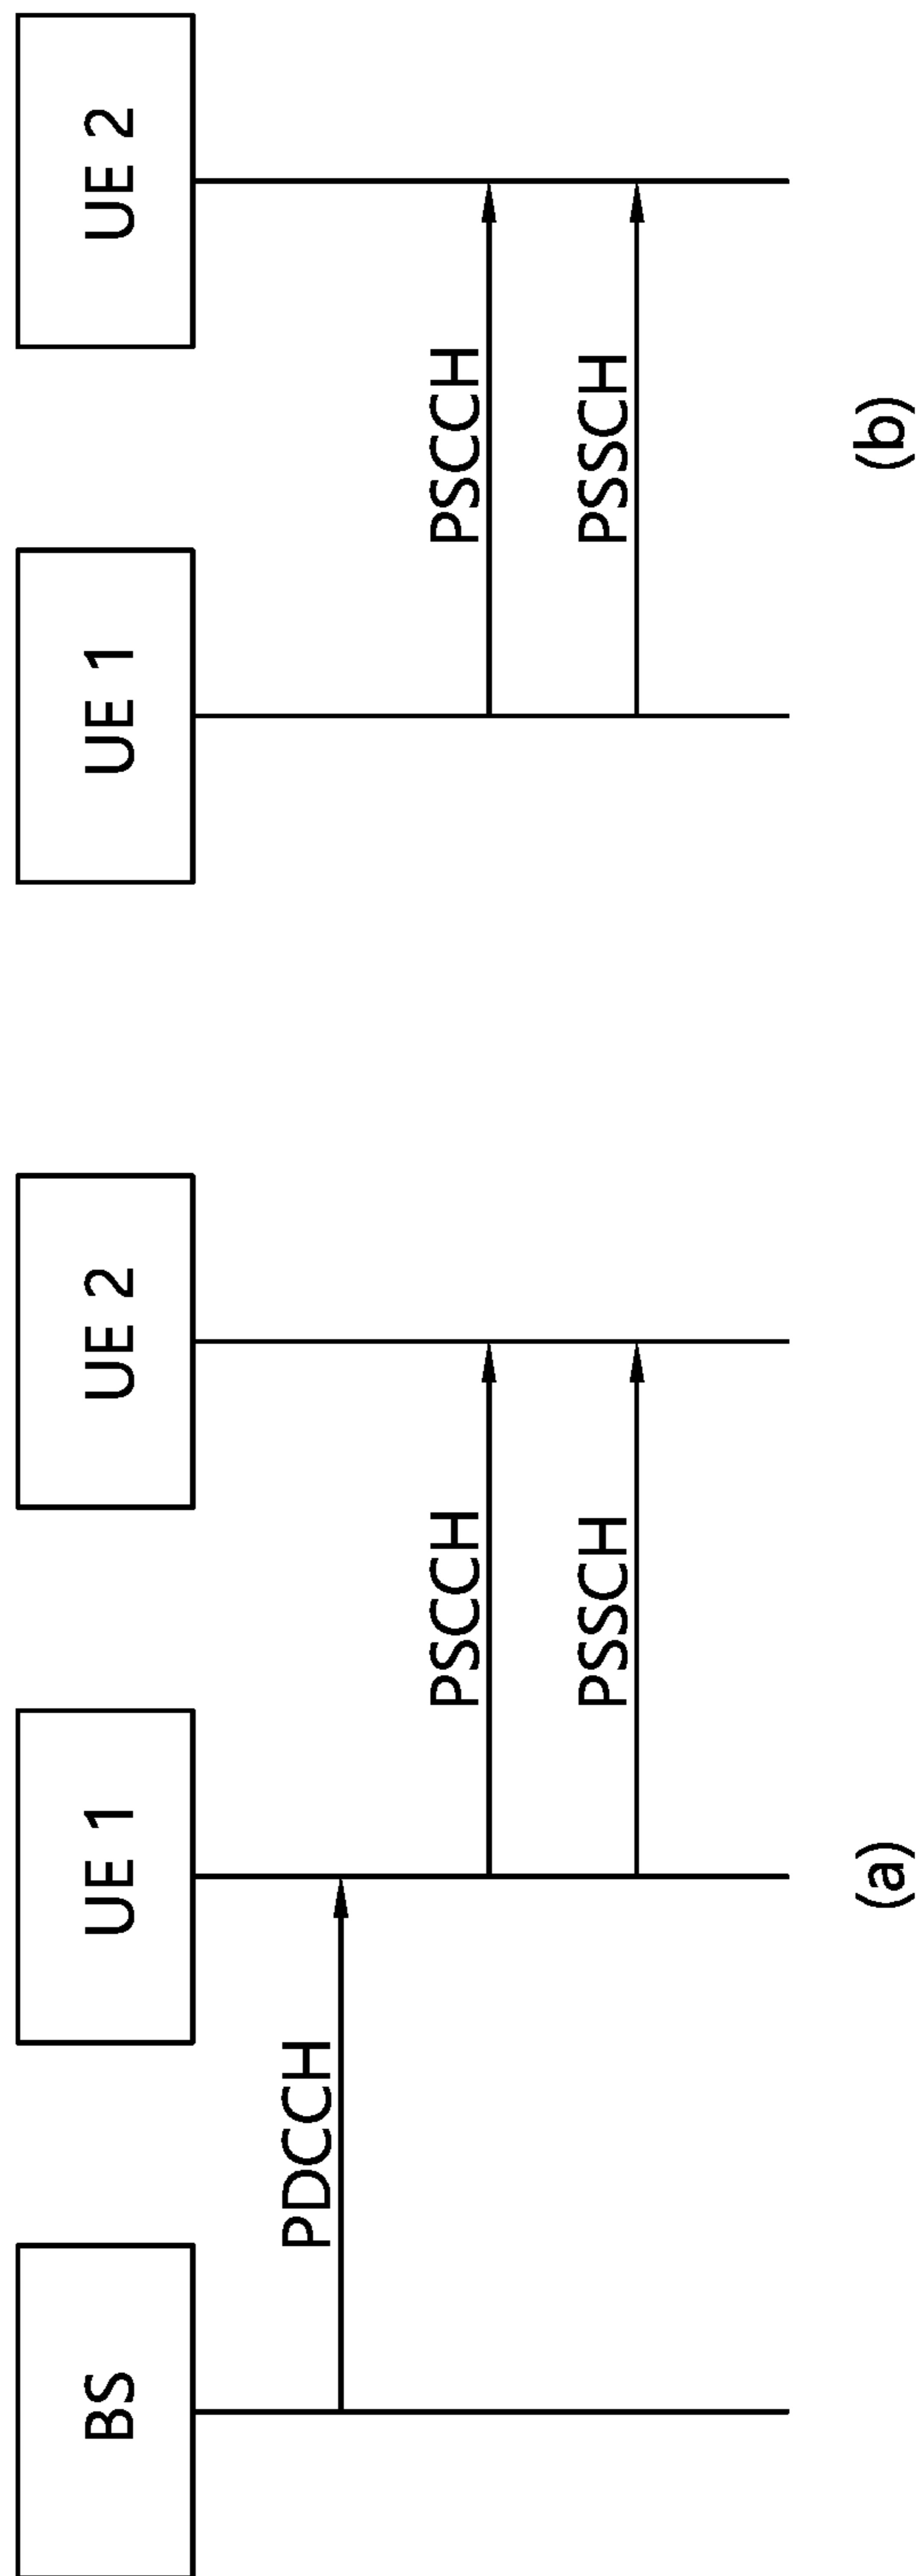 BS
UE 1
UE 2
PDCCH
PSCCH
PSSCH
(a)
UE 1
UE 2
PSCCH
PSSCH
(b)